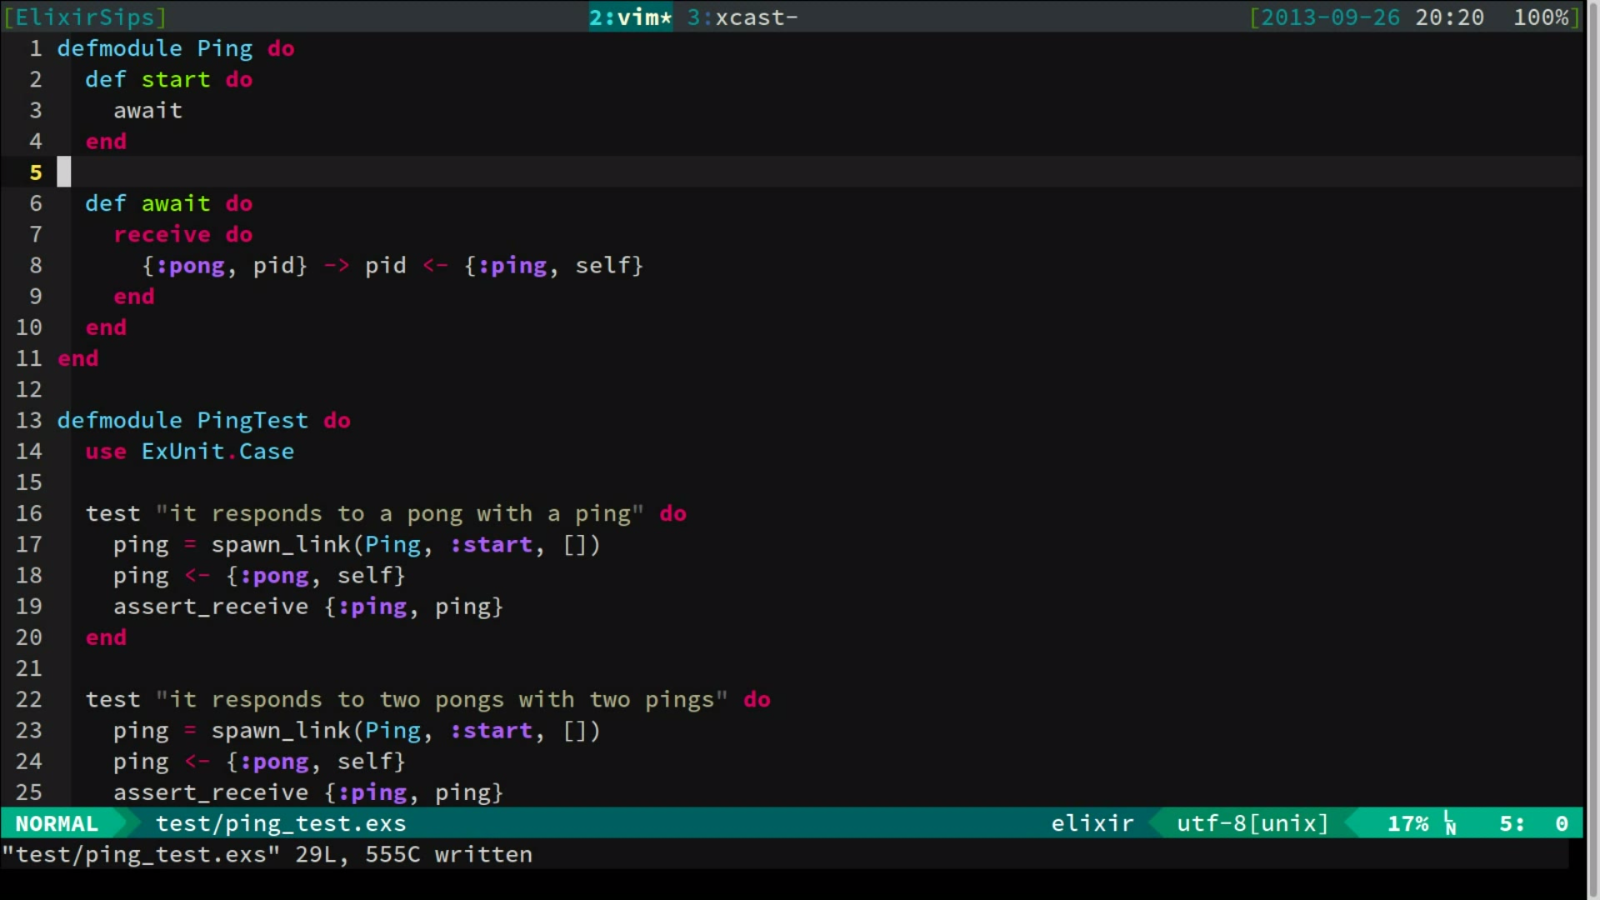 [ElixirSips] 2:vim* 3:xcast- [2013-09-26 20:20 100%]
1 defmodule Ping do
2   def start do
3     await
4   end
5
6   def await do
7     receive do
8       {:pong, pid} -> pid <- {:ping, self}
9     end
10   end
11 end
12
13 defmodule PingTest do
14   use ExUnit.Case
15
16   test "it responds to a pong with a ping" do
17     ping = spawn_link(Ping, :start, [])
18     ping <- {:pong, self}
19     assert_receive {:ping, ping}
20   end
21
22   test "it responds to two pongs with two pings" do
23     ping = spawn_link(Ping, :start, [])
24     ping <- {:pong, self}
25     assert_receive {:ping, ping}
NORMAL test/ping_test.exs elixir utf-8[unix] 17% LN 5: 0
"test/ping_test.exs" 29L, 555C written